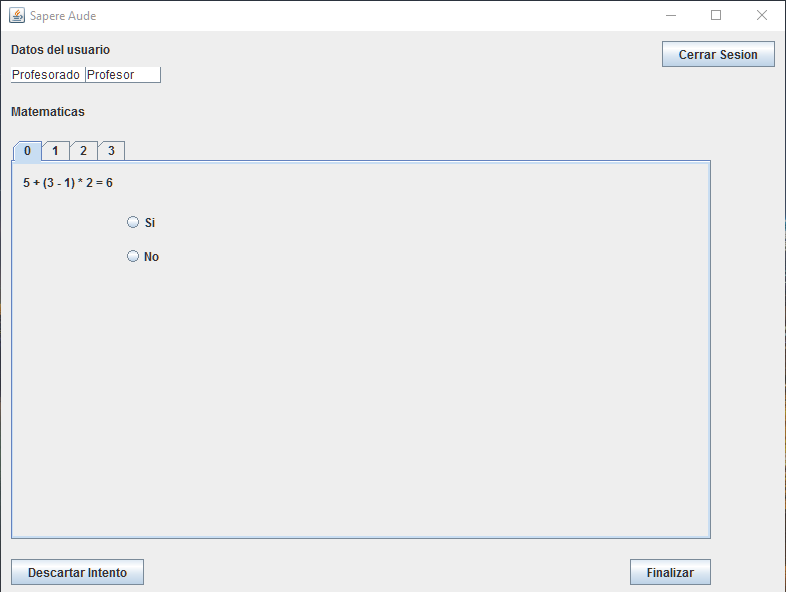 Sapere Aude
Datos del usuario
Cerrar Sesion
Profesorado Profesor
Matematicas
0 1 2 3
5 + (3 - 1) * 2 = 6
Si
No
Descartar Intento
Finalizar